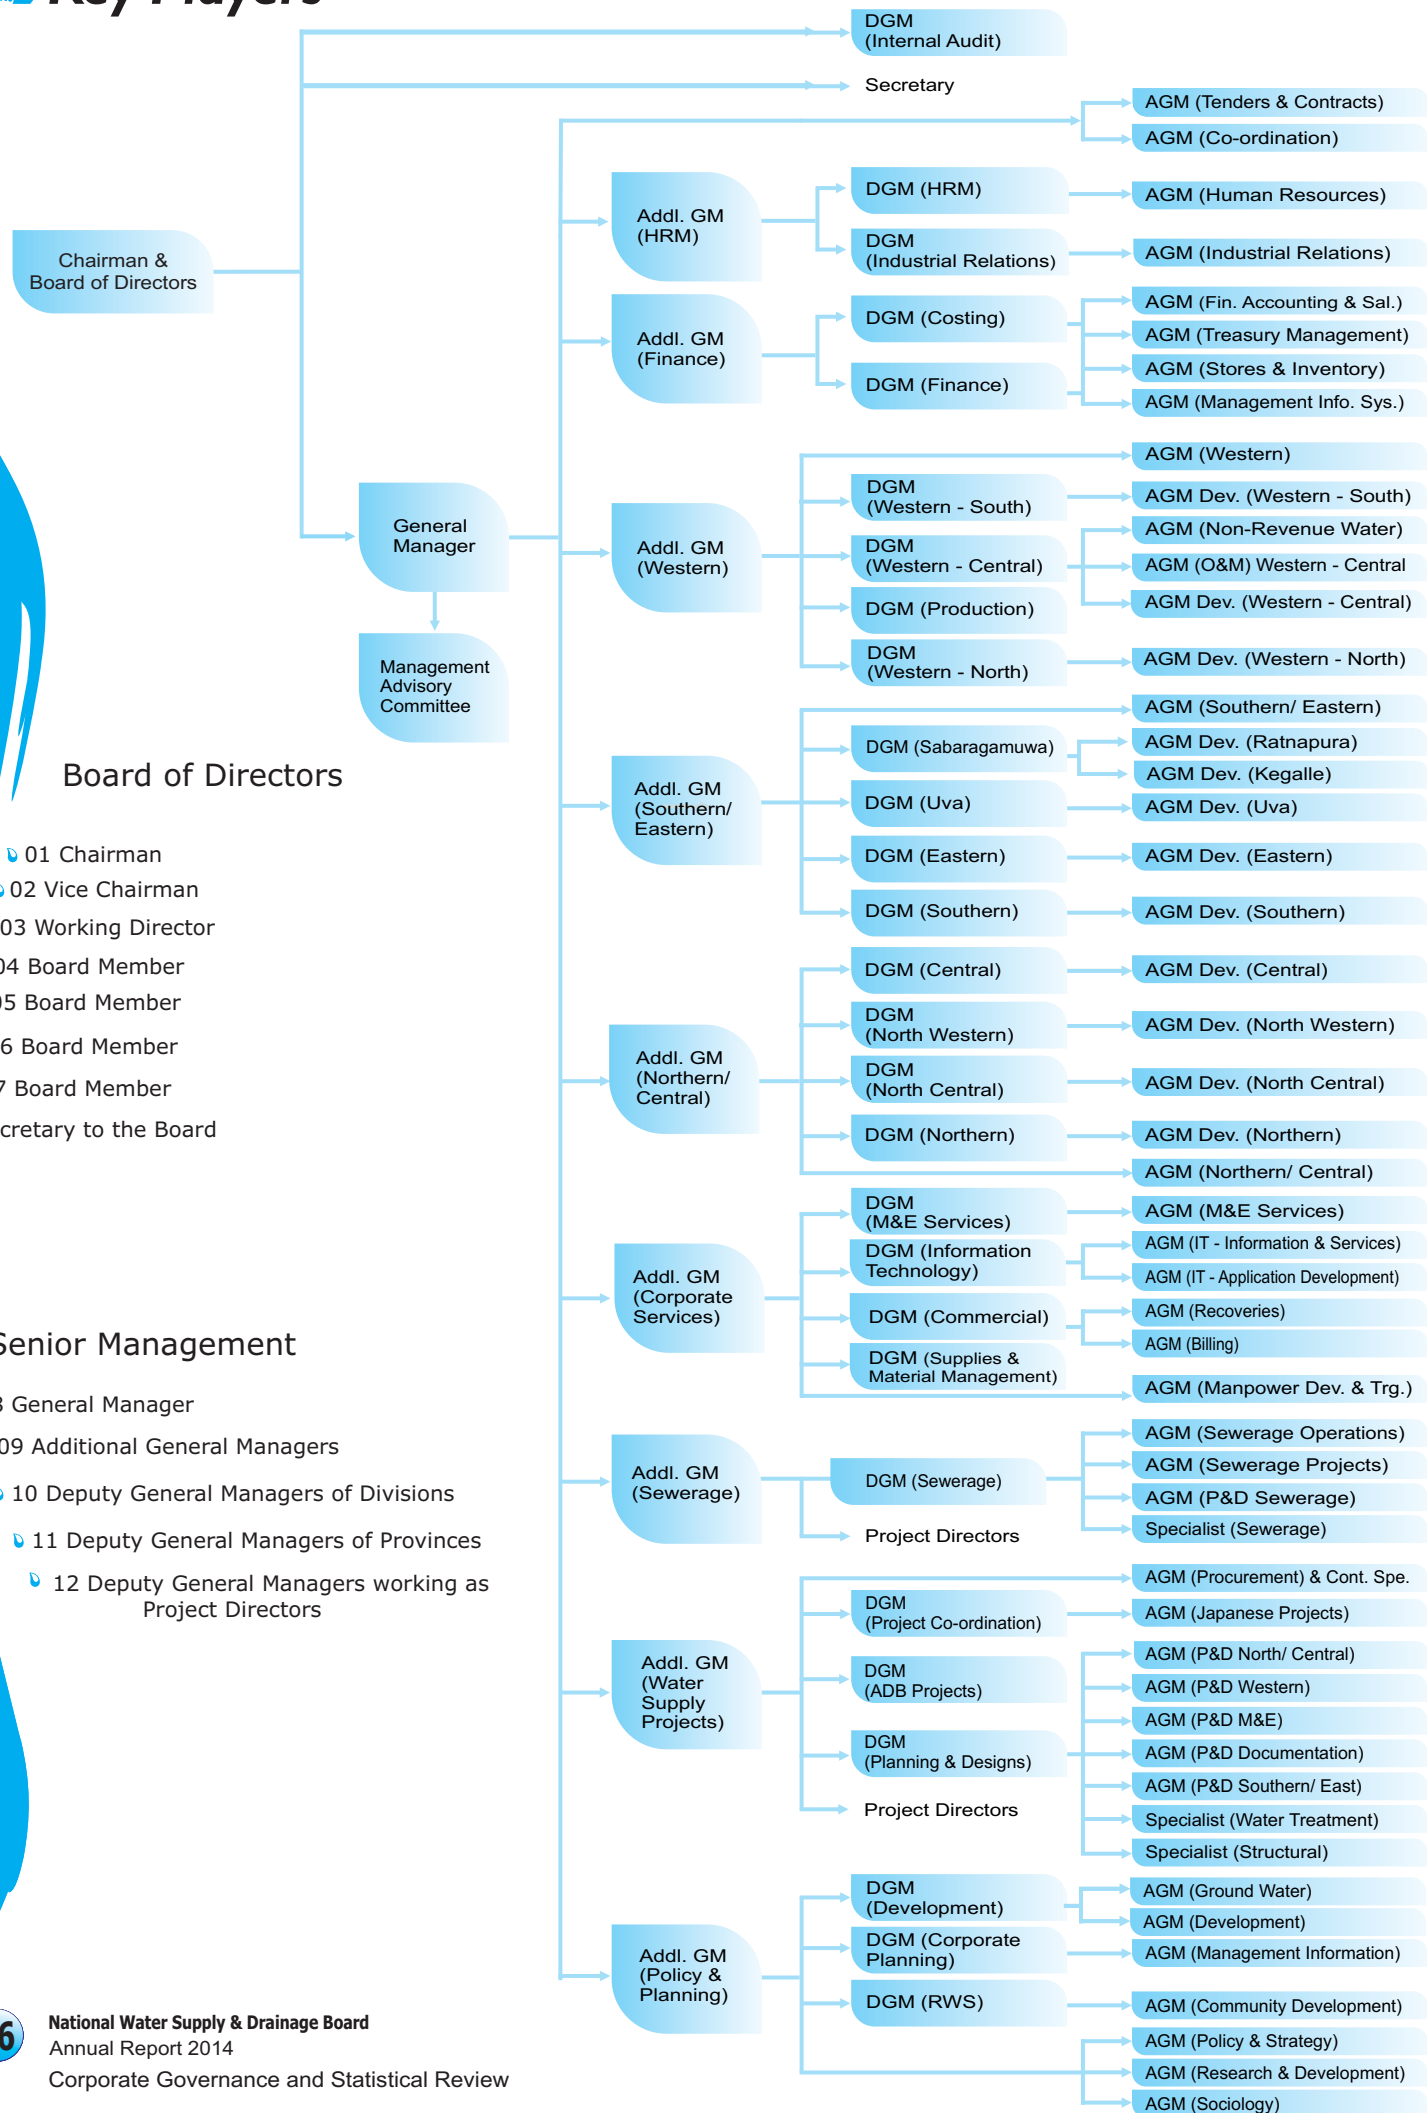 Key Players
DGM
(Internal Audit)
Secretary
AGM (Tenders & Contracts)
AGM (Co-ordination)
Chairman &
Board of Directors
General
Manager
Management
Advisory
Committee
Addl. GM
(HRM)
DGM (HRM)
AGM (Human Resources)
DGM
(Industrial Relations)
AGM (Industrial Relations)
Addl. GM
(Finance)
DGM (Costing)
DGM (Finance)
AGM (Fin. Accounting & Sal.)
AGM (Treasury Management)
AGM (Stores & Inventory)
AGM (Management Info. Sys.)
Addl. GM
(Western)
AGM (Western)
DGM
(Western - South)
AGM Dev. (Western - South)
DGM
(Western - Central)
AGM (Non-Revenue Water)
AGM (O&M) Western - Central
AGM Dev. (Western - Central)
DGM (Production)
DGM
(Western - North)
AGM Dev. (Western - North)
Addl. GM
(Southern/
Eastern)
AGM (Southern/ Eastern)
DGM (Sabaragamuwa)
AGM Dev. (Ratnapura)
AGM Dev. (Kegalle)
DGM (Uva)
AGM Dev. (Uva)
DGM (Eastern)
AGM Dev. (Eastern)
DGM (Southern)
AGM Dev. (Southern)
Addl. GM
(Northern/
Central)
DGM (Central)
AGM Dev. (Central)
DGM
(North Western)
AGM Dev. (North Western)
DGM
(North Central)
AGM Dev. (North Central)
DGM (Northern)
AGM Dev. (Northern)
AGM (Northern/ Central)
Addl. GM
(Corporate
Services)
DGM
(M&E Services)
AGM (M&E Services)
DGM (Information
Technology)
AGM (IT - Information & Services)
AGM (IT - Application Development)
DGM (Commercial)
AGM (Recoveries)
AGM (Billing)
DGM (Supplies &
Material Management)
AGM (Manpower Dev. & Trg.)
Addl. GM
(Sewerage)
DGM (Sewerage)
Project Directors
AGM (Sewerage Operations)
AGM (Sewerage Projects)
AGM (P&D Sewerage)
Specialist (Sewerage)
Addl. GM
(Water
Supply
Projects)
AGM (Procurement) & Cont. Spe.
DGM
(Project Co-ordination)
AGM (Japanese Projects)
DGM
(ADB Projects)
DGM
(Planning & Designs)
Project Directors
AGM (P&D North/ Central)
AGM (P&D Western)
AGM (P&D M&E)
AGM (P&D Documentation)
AGM (P&D Southern/ East)
Specialist (Water Treatment)
Specialist (Structural)
Addl. GM
(Policy &
Planning)
DGM
(Development)
AGM (Ground Water)
AGM (Development)
DGM (Corporate
Planning)
AGM (Management Information)
DGM (RWS)
AGM (Community Development)
AGM (Policy & Strategy)
AGM (Research & Development)
AGM (Sociology)
Board of Directors
01 Chairman
02 Vice Chairman
03 Working Director
04 Board Member
05 Board Member
6 Board Member
7 Board Member
cretary to the Board
Senior Management
8 General Manager
09 Additional General Managers
10 Deputy General Managers of Divisions
11 Deputy General Managers of Provinces
12 Deputy General Managers working as
Project Directors
6
National Water Supply & Drainage Board
Annual Report 2014
Corporate Governance and Statistical Review